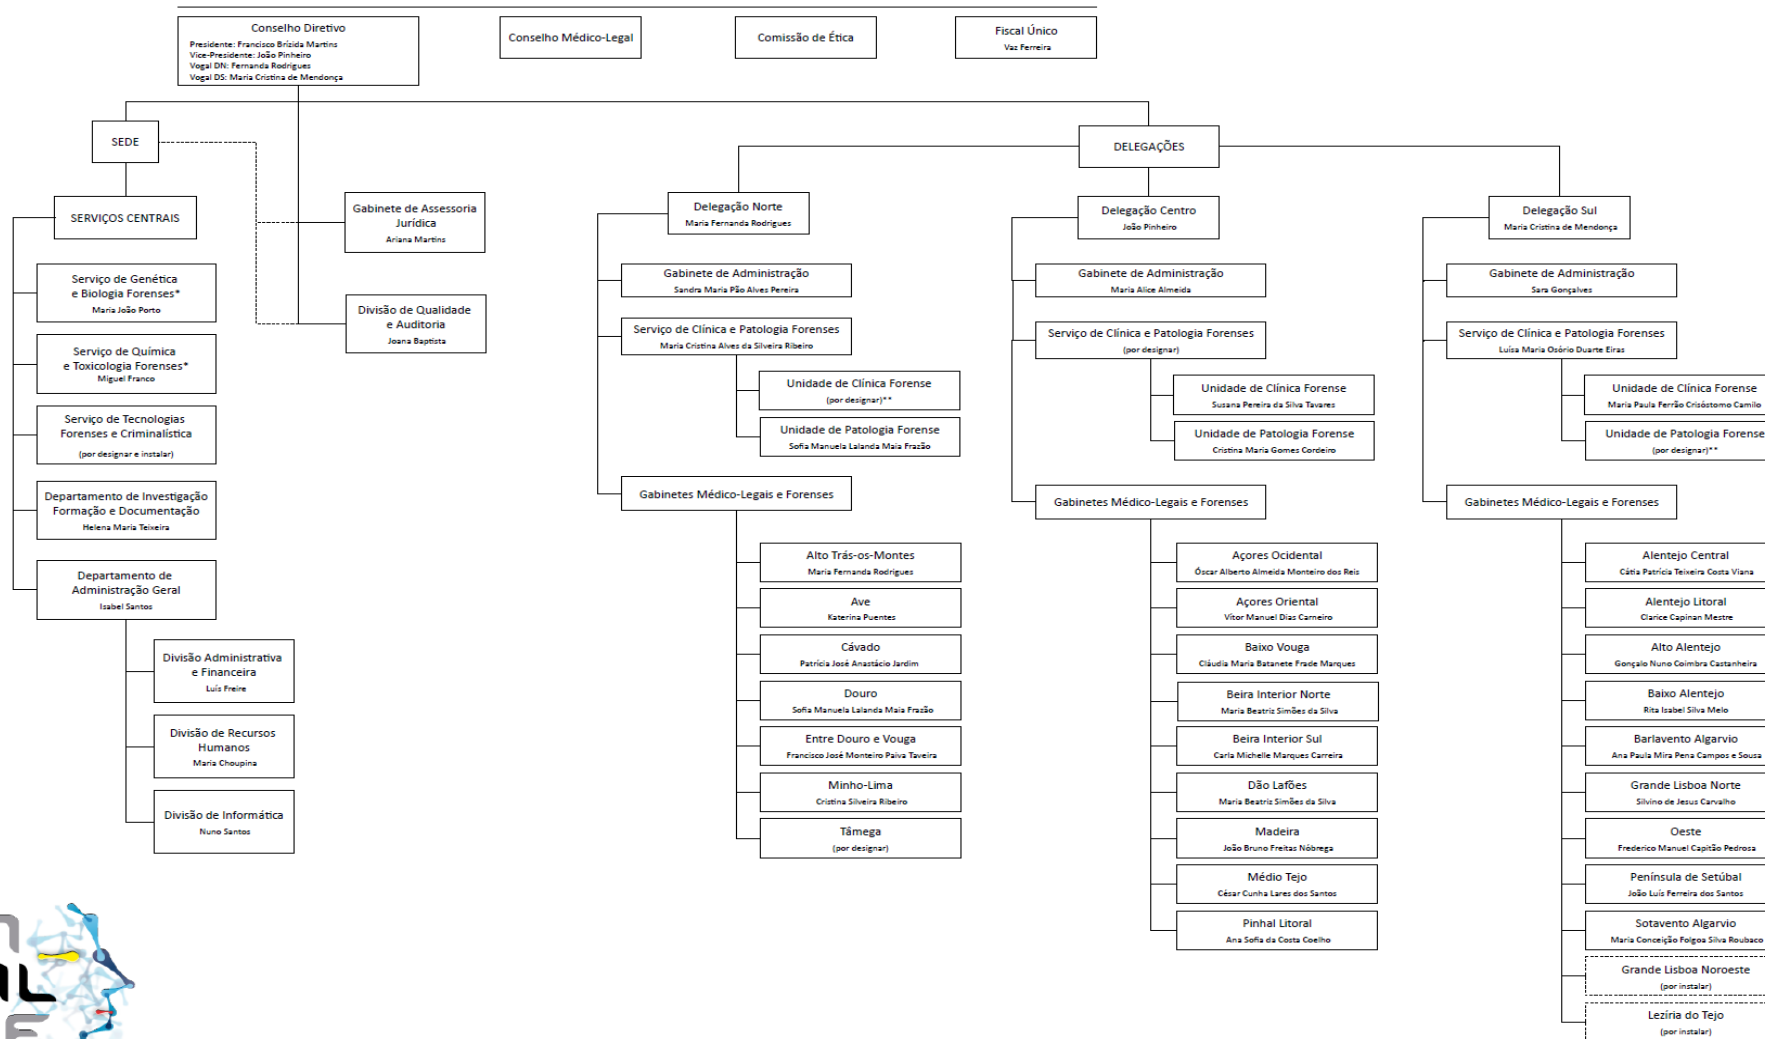 Conselho Diretivo
Presidente: Francisco Brízida Martins
Vice-Presidente: João Pinheiro
Vogal DN: Fernanda Rodrigues
Vogal DS: Maria Cristina de Mendonça
Conselho Médico-Legal
Comissão de Ética
Fiscal Único
Vaz Ferreira
SEDE
DELEGAÇÕES
SERVIÇOS CENTRAIS
Serviço de Genética
e Biologia Forenses*
Maria João Porto
Serviço de Química
e Toxicologia Forenses*
Miguel Franco
Serviço de Tecnologias
Forenses e Criminalística
(por designar e instalar)
Departamento de Investigação
Formação e Documentação
Helena Maria Teixeira
Departamento de
Administração Geral
Isabel Santos
Divisão Administrativa
e Financeira
Luís Freire
Divisão de Recursos
Humanos
Maria Choupina
Divisão de Informática
Nuno Santos
Gabinete de Assessoria
Jurídica
Ariana Martins
Divisão de Qualidade
e Auditoria
Joana Baptista
Delegação Norte
Maria Fernanda Rodrigues
Gabinete de Administração
Sandra Maria Pão Alves Pereira
Serviço de Clínica e Patologia Forenses
Maria Cristina Alves da Silveira Ribeiro
Unidade de Clínica Forense
(por designar)**
Unidade de Patologia Forense
Sofia Manuela Lalanda Maia Frazão
Gabinetes Médico-Legais e Forenses
Alto Trás-os-Montes
Maria Fernanda Rodrigues
Ave
Katerina Puentes
Cávado
Patrícia José Anastácio Jardim
Douro
Sofia Manuela Lalanda Maia Frazão
Entre Douro e Vouga
Francisco José Monteiro Paiva Taveira
Minho-Lima
Cristina Silveira Ribeiro
Tâmega
(por designar)
Delegação Centro
João Pinheiro
Gabinete de Administração
Maria Alice Almeida
Serviço de Clínica e Patologia Forenses
(por designar)
Unidade de Clínica Forense
Susana Pereira da Silva Tavares
Unidade de Patologia Forense
Cristina Maria Gomes Cordeiro
Gabinetes Médico-Legais e Forenses
Açores Ocidental
Óscar Alberto Almeida Monteiro dos Reis
Açores Oriental
Vítor Manuel Dias Carneiro
Baixo Vouga
Cláudia Maria Batanete Frade Marques
Beira Interior Norte
Maria Beatriz Simões da Silva
Beira Interior Sul
Carla Michelle Marques Carreira
Dão Lafões
Maria Beatriz Simões da Silva
Madeira
João Bruno Freitas Nóbrega
Médio Tejo
César Cunha Lares dos Santos
Pinhal Litoral
Ana Sofia da Costa Coelho
Delegação Sul
Maria Cristina de Mendonça
Gabinete de Administração
Sara Gonçalves
Serviço de Clínica e Patologia Forenses
Luísa Maria Osório Duarte Eiras
Unidade de Clínica Forense
Maria Paula Ferrão Crisóstomo Camilo
Unidade de Patologia Forense
(por designar)**
Gabinetes Médico-Legais e Forenses
Alentejo Central
Cátia Patrícia Teixeira Costa Viana
Alentejo Litoral
Clarice Capinan Mestre
Alto Alentejo
Gonçalo Nuno Coimbra Castanheira
Baixo Alentejo
Rita Isabel Silva Melo
Barlavento Algarvio
Ana Paula Mira Pena Campos e Sousa
Grande Lisboa Norte
Silvino de Jesus Carvalho
Oeste
Frederico Manuel Capitão Pedrosa
Península de Setúbal
João Luís Ferreira dos Santos
Sotavento Algarvio
Maria Conceição Folgoa Silva Roubaco
Grande Lisboa Noroeste
(por instalar)
Lezíria do Tejo
(por instalar)